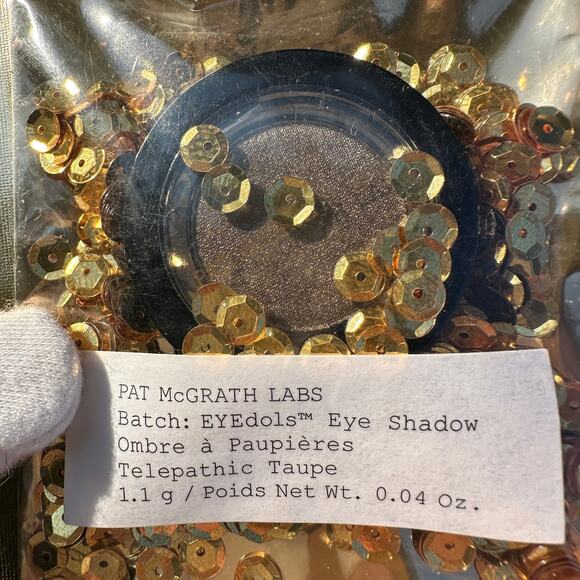 PAT McGRATH LABS
Batch: EYEdols™ Eye Shadow
Ombre à Paupières
Telepathic Taupe
1.1 g / Poids Net Wt. 0.04 Oz.